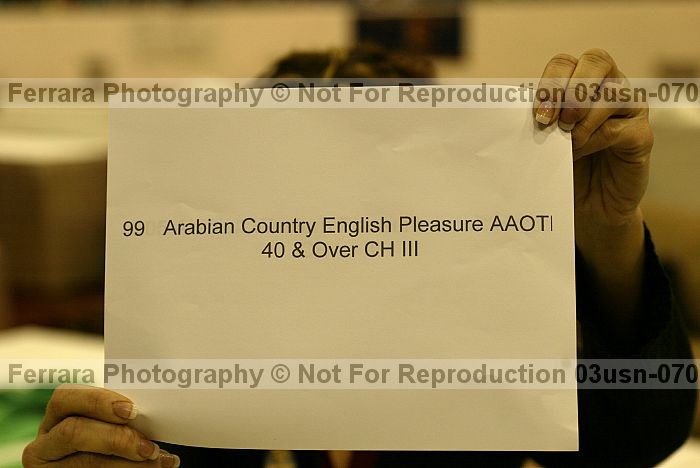 Ferrara Photography © Not For Reproduction 03usn-070
99 Arabian Country English Pleasure AAOT
40 & Over CH III
Ferrara Photography © Not For Reproduction 03usn-070